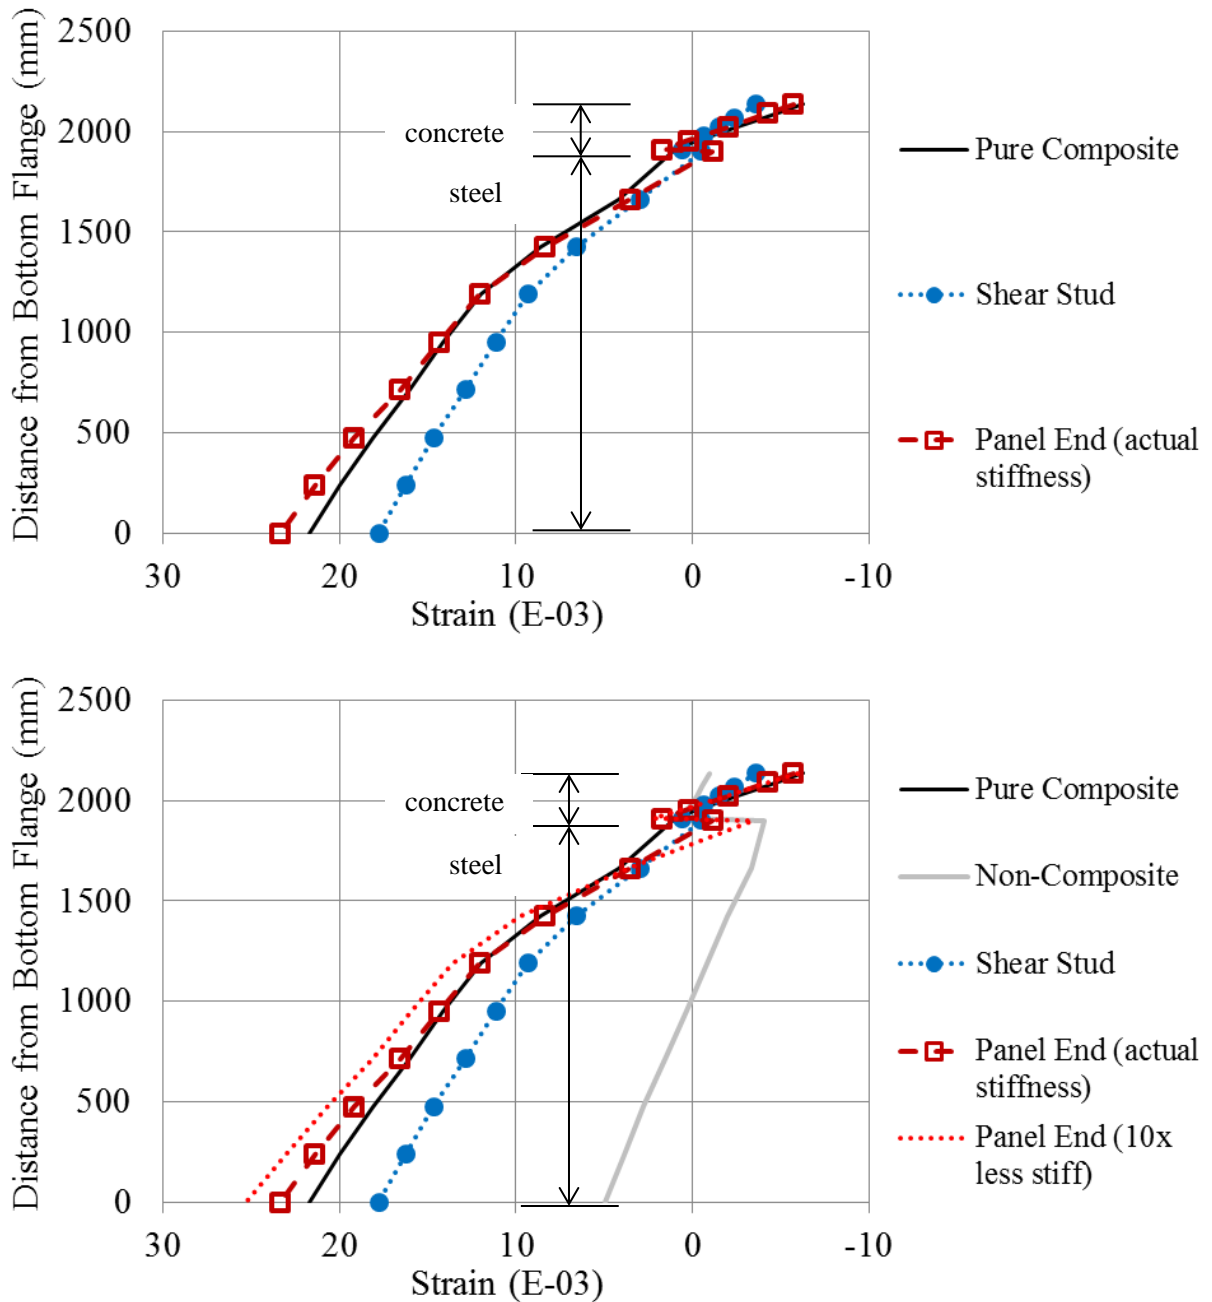 Distance from Bottom Flange (mm)
2500
2000
1500
1000
500
0
concrete
steel
30
20
10
0
-10
Strain (E-03)
Pure Composite
Shear Stud
Panel End (actual
stiffness)
Distance from Bottom Flange (mm)
2500
2000
1500
1000
500
0
concrete
steel
30
20
10
0
-10
Strain (E-03)
Pure Composite
Non-Composite
Shear Stud
Panel End (actual
stiffness)
Panel End (10x
less stiff)